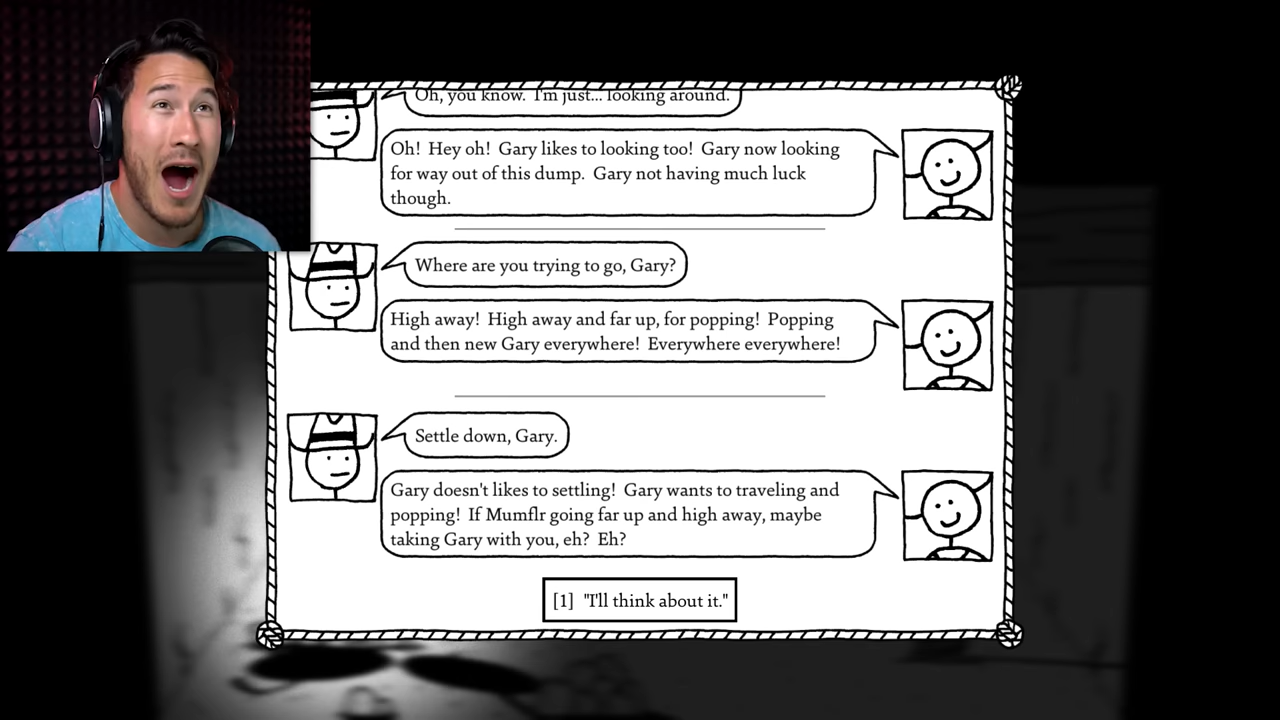 Oh, you know. I'm just... looking around.
Oh! Hey oh! Gary likes to looking too! Gary now looking
for way out of this dump. Gary not having much luck
though.
Where are you trying to go, Gary?
High away! High away and far up, for popping! Popping
and then new Gary everywhere! Everywhere everywhere!
Settle down, Gary.
Gary doesn't likes to settling! Gary wants to traveling and
popping! If Mumflr going far up and high away, maybe
taking Gary with you, eh? Eh?
[1] "I'll think about it."